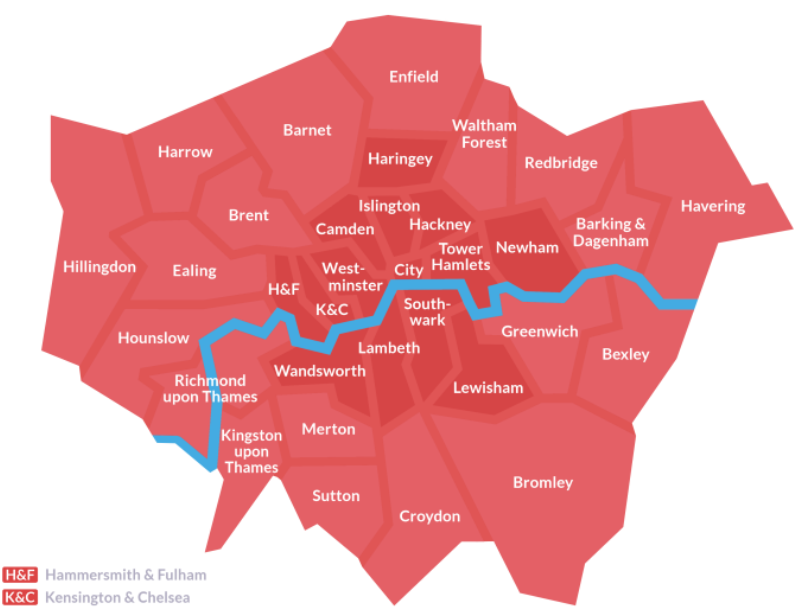 Enfield
Waltham
Forest
Barnet
Harrow
Haringey
Redbridge
Islington
Havering
Brent
Camden
Hackney
Barking &
Dagenham
Hillingdon
Ealing
West-
minster
City
Tower
Hamlets
Newham
H&F
K&C
South-
wark
Hounslow
Greenwich
Lambeth
Bexley
Wandsworth
Richmond
upon Thames
Lewisham
Kingston
upon
Thames
Merton
Sutton
Croydon
Bromley
H&F Hammersmith & Fulham
K&C Kensington & Chelsea